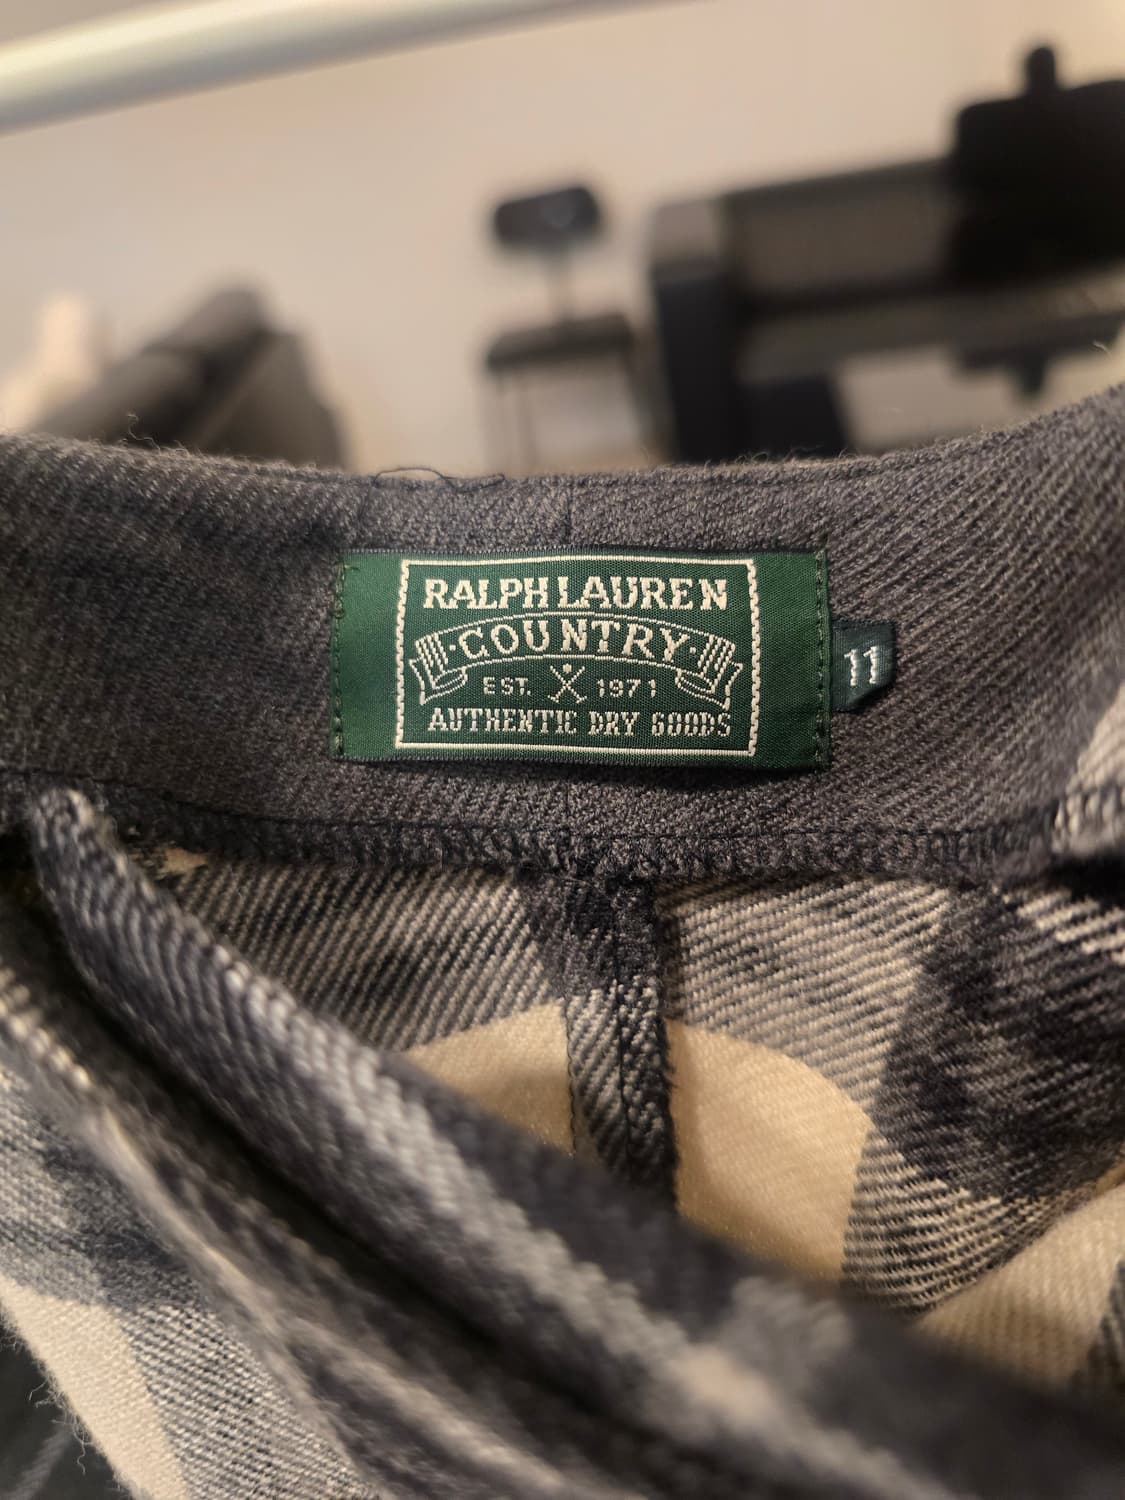 RALPH LAUREN
·COUNTRY·
EST. 1971
AUTHENTIC DRY GOODS
11